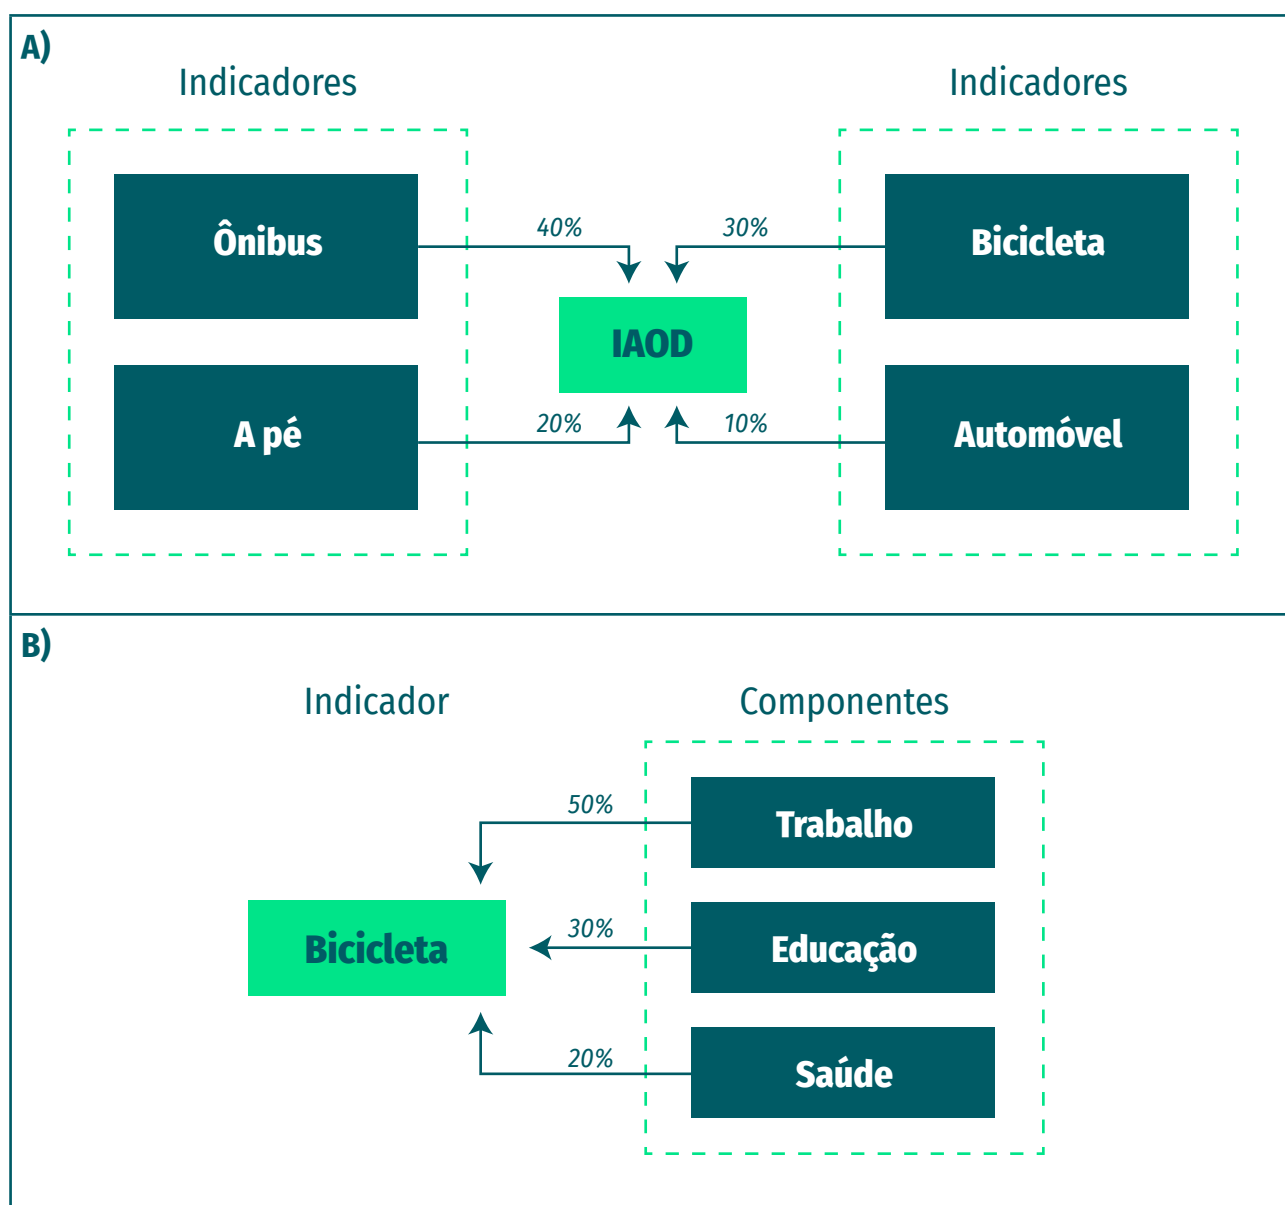 A)
Indicadores
Indicadores
Ônibus
40%
30%
Bicicleta
IAOD
A pé
20%
10%
Automóvel
B)
Indicador
Componentes
50%
Trabalho
Bicicleta
30%
Educação
20%
Saúde